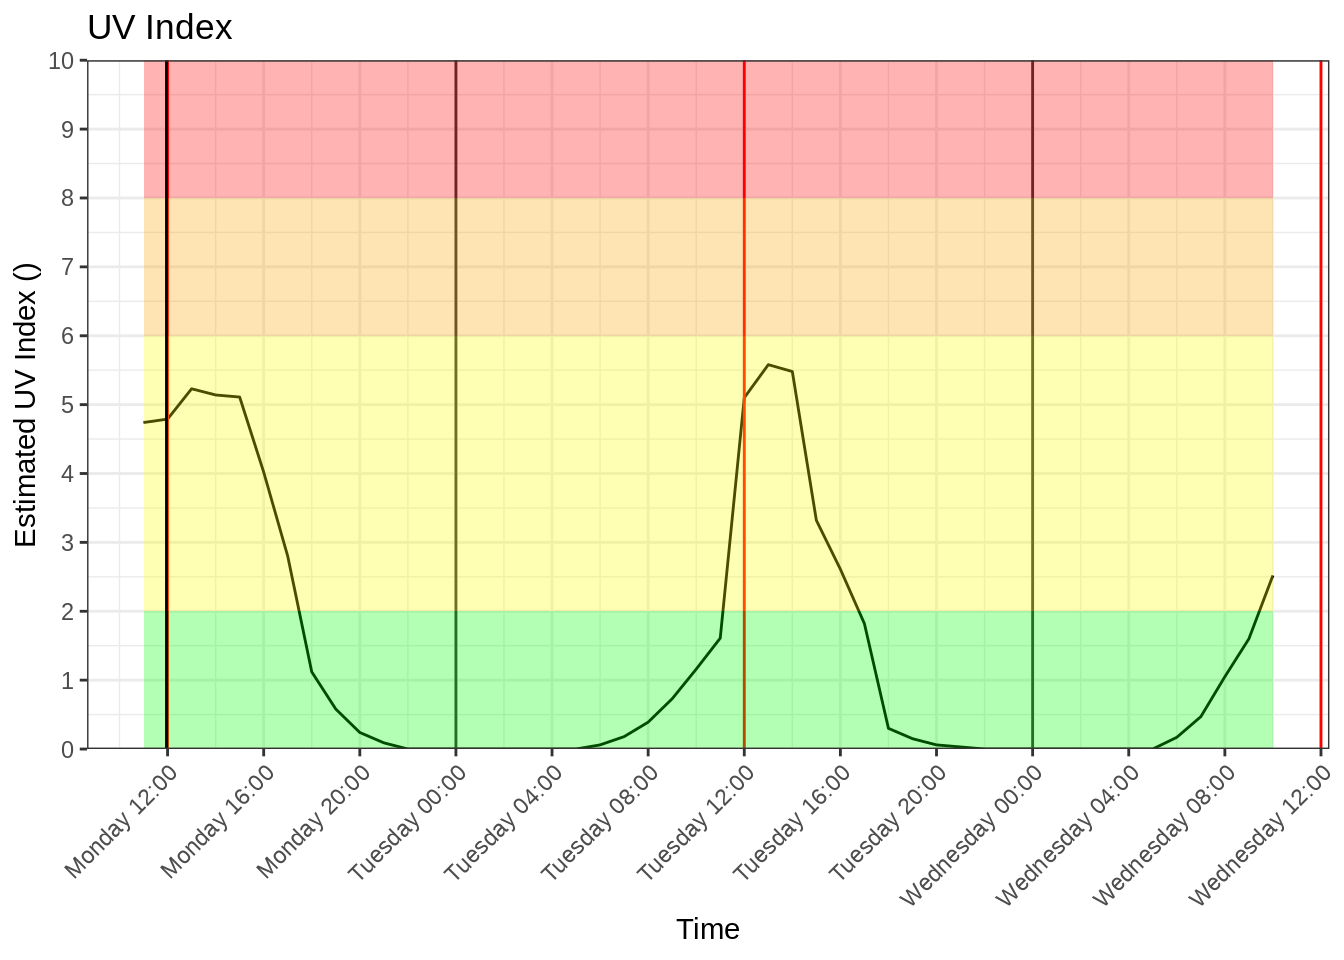 UV Index
Estimated UV Index ()
10
9
8
7
6
5
4
3
2
1
0
Monday 12:00
Monday 16:00
Monday 20:00
Tuesday 00:00
Tuesday 04:00
Tuesday 08:00
Tuesday 12:00
Tuesday 16:00
Tuesday 20:00
Wednesday 00:00
Wednesday 04:00
Wednesday 08:00
Wednesday 12:00
Time